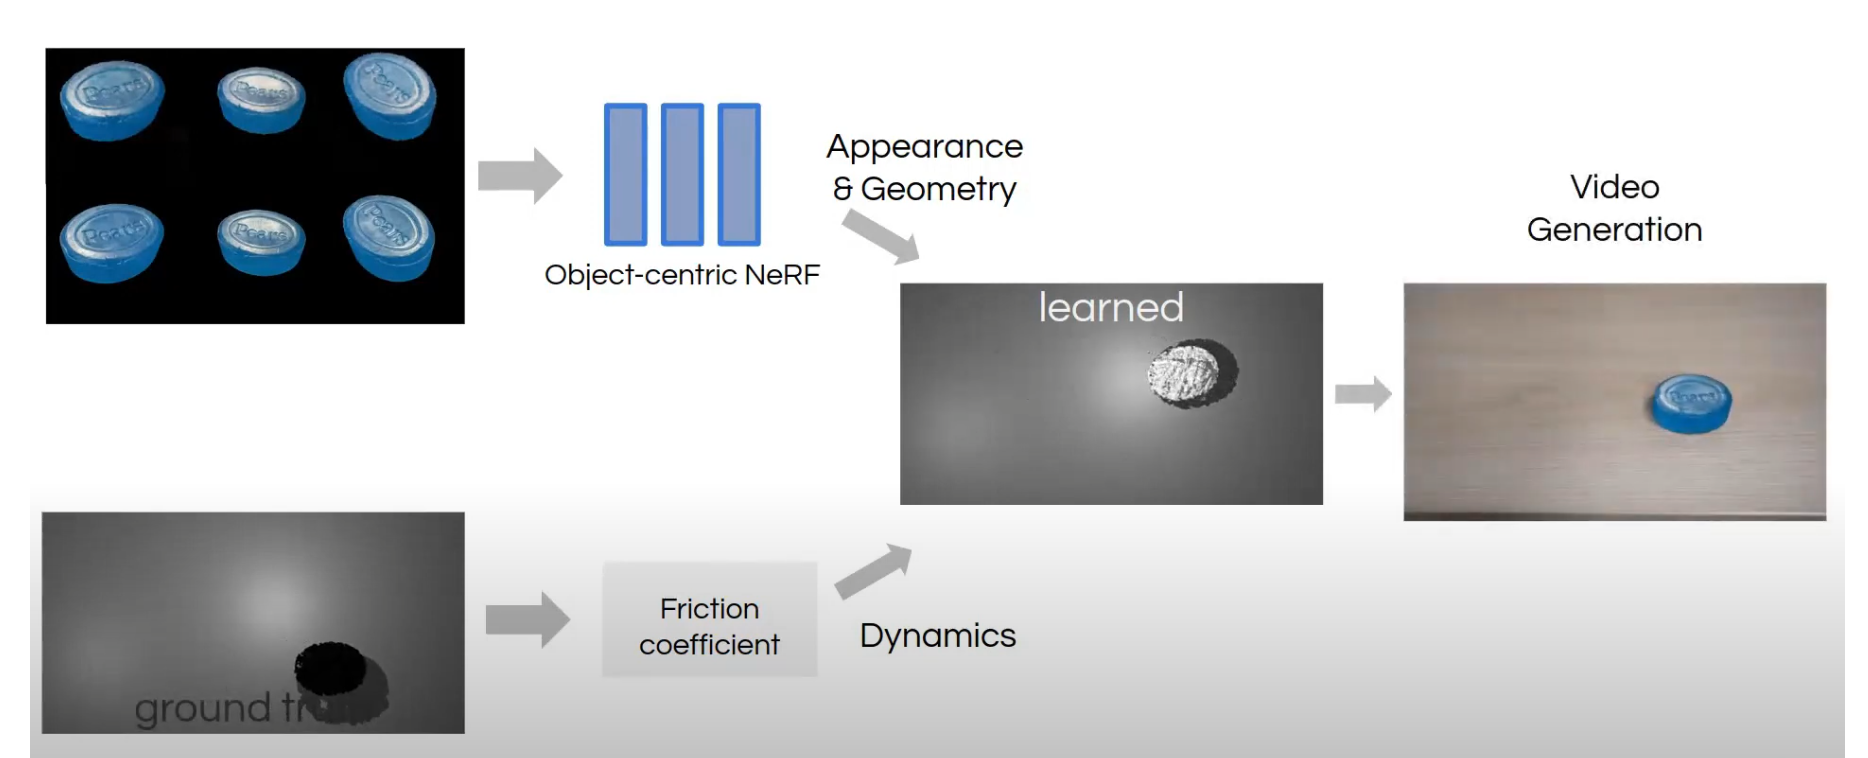 Pears
Pears
Pears
Pears
Pears
Pears
Object-centric NeRF
Appearance
& Geometry
learned
Video
Generation
Pears
ground tr
Friction
coefficient
Dynamics